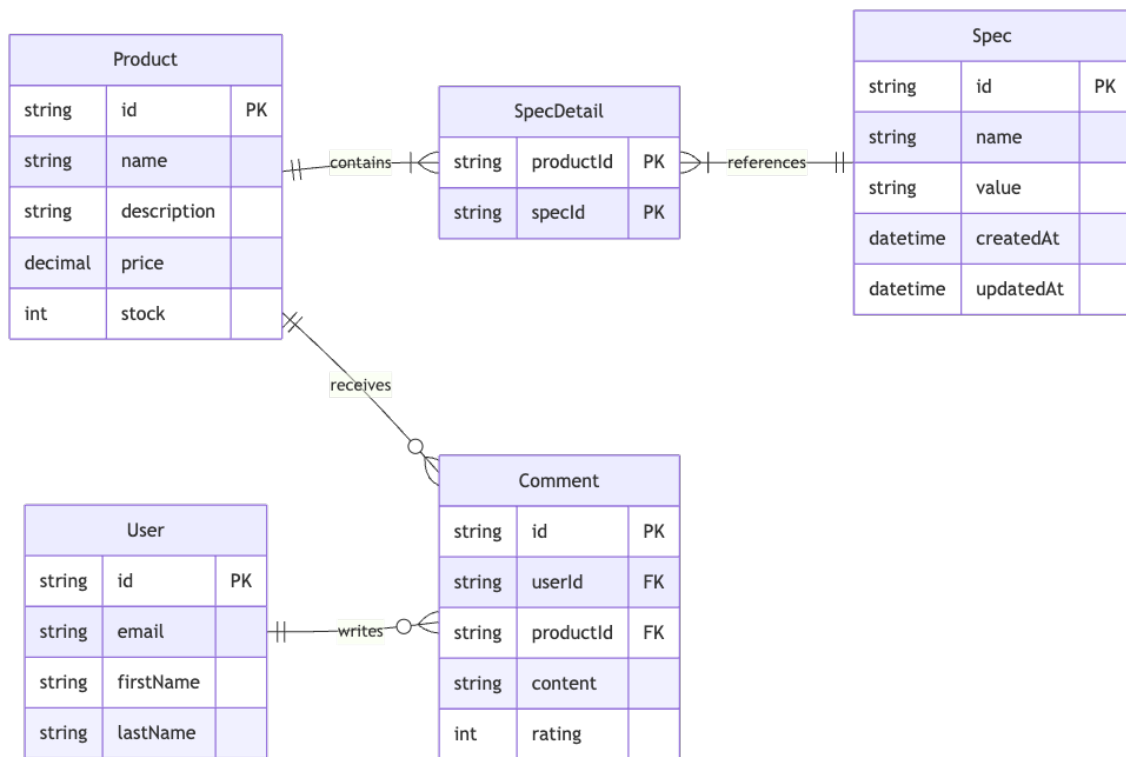 Product
string id PK
string name
string description
decimal price
int stock
contains
SpecDetail
string productId PK
string specId PK
references
Spec
string id PK
string name
string value
datetime createdAt
datetime updatedAt
receives
User
string id PK
string email
string firstName
string lastName
writes
Comment
string id PK
string userId FK
string productId FK
string content
int rating